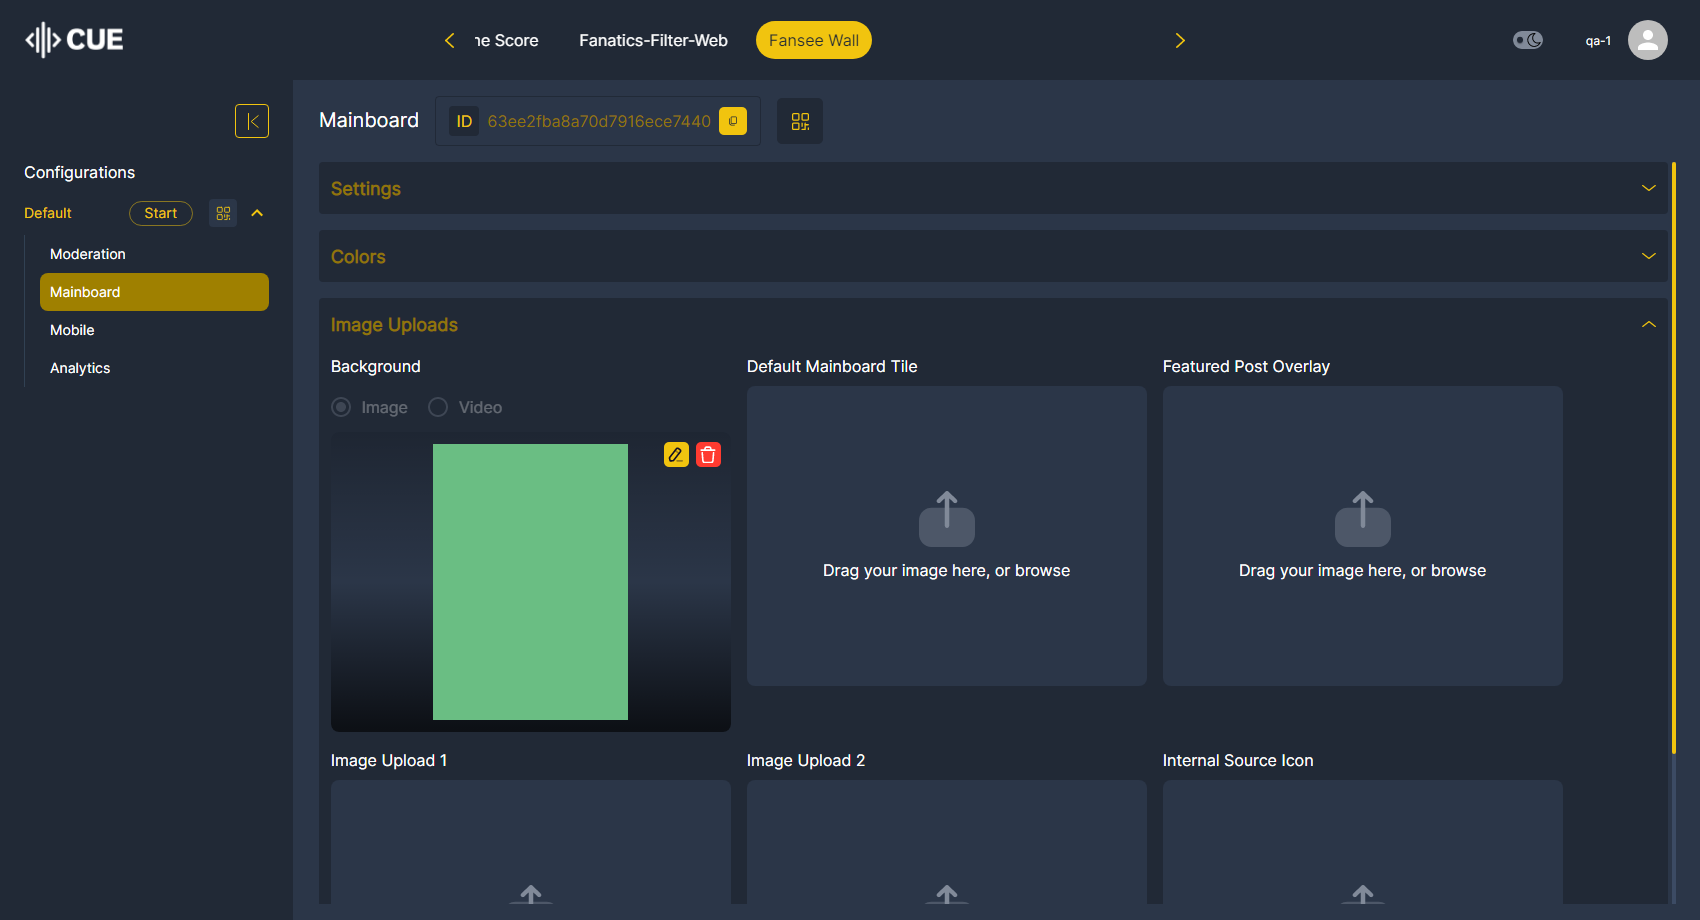 CUE
ne Score
Fanatics-Filter-Web
Fansee Wall
qa-1
Configurations
Default
Start
Moderation
Mainboard
Mobile
Analytics
Mainboard
ID
63ee2fba8a70d7916ece7440
Settings
Colors
Image Uploads
Background
Image
Video
Default Mainboard Tile
Drag your image here, or browse
Featured Post Overlay
Drag your image here, or browse
Image Upload 1
Image Upload 2
Internal Source Icon